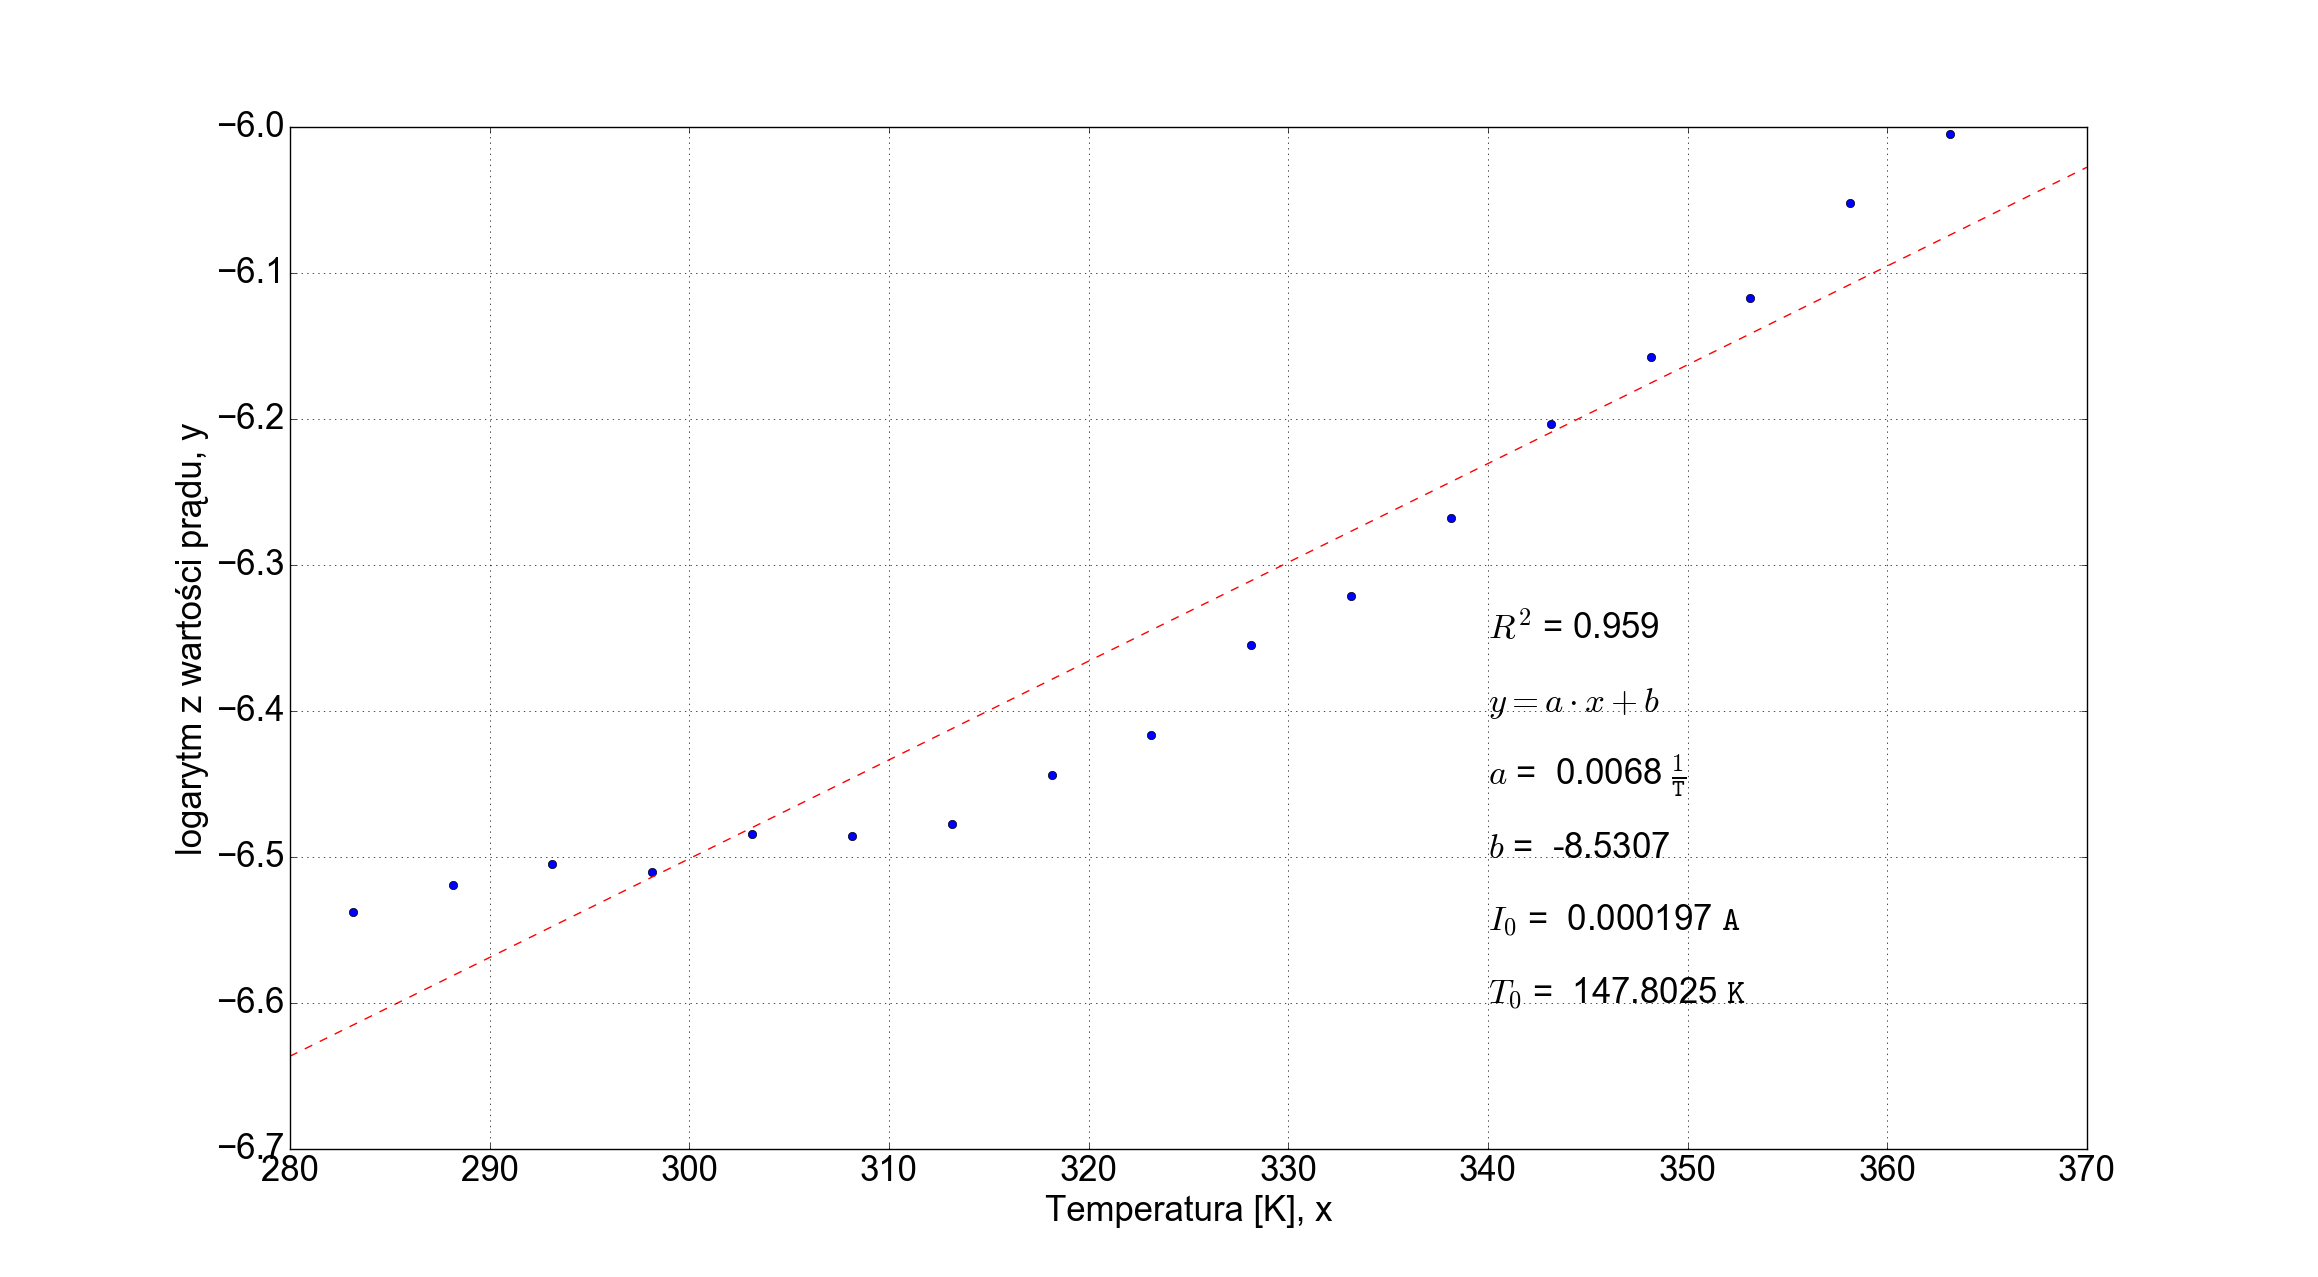 −6.0
−6.1
−6.2
−6.3
−6.4
−6.5
−6.6
−6.7
logarytm z wartości prądu, y
R² = 0.959
y = a · x + b
a = 0.0068 1/T
b = -8.5307
I₀ = 0.000197 A
T₀ = 147.8025 K
280 290 300 310 320 330 340 350 360 370
Temperatura [K], x